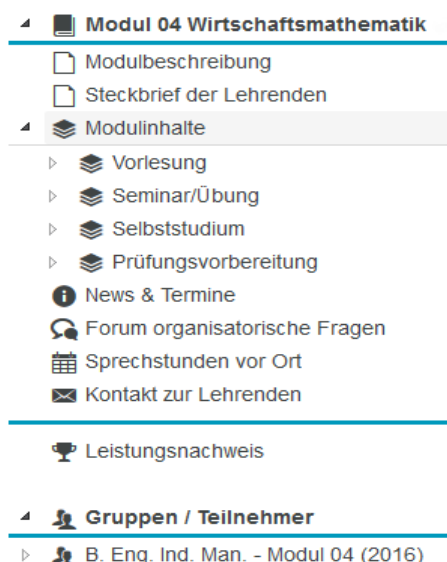 Modul 04 Wirtschaftsmathematik
Modulbeschreibung
Steckbrief der Lehrenden
Modulinhalte
Vorlesung
Seminar/Übung
Selbststudium
Prüfungsvorbereitung
News & Termine
Forum organisatorische Fragen
Sprechstunden vor Ort
Kontakt zur Lehrenden
Leistungsnachweis
Gruppen / Teilnehmer
B. Eng. Ind. Man. - Modul 04 (2016)